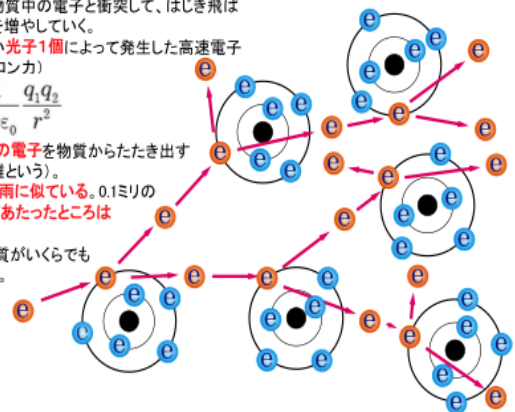 物質中の電子と衝突して、はじき飛ば
を増やしていく。
い光子1個によって発生した高速電子
ロン力)
q₁q₂
ε₀ r²
の電子を物質からたたき出す
離という)。
雨に似ている。0.1ミリの
あたったところは
質がいくらでも
。
e e e e e e e e
e e e e e e e e
e e e e e e e e
e e e e e e e e
e e e e e e e e